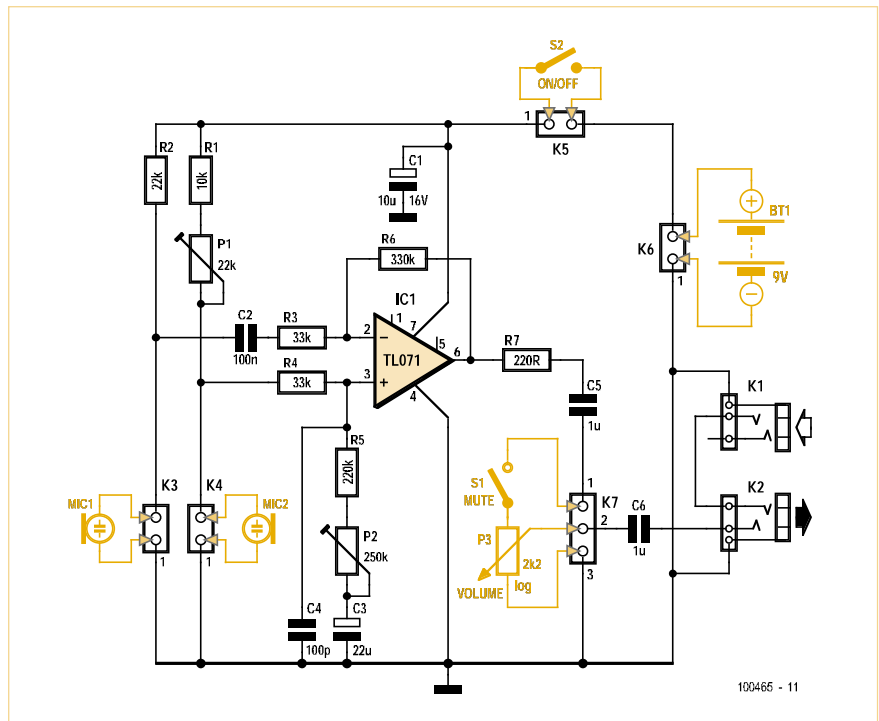 S2
ON/OFF
1
K5
R2
22k
R1
10k
C1
10u 16V
P1
22k
R6
330k
K6
1
+
BT1
9V
−
IC1
C2
100n
R3
33k
2
−
1
7
TL071
5
6
R7
220R
R4
33k
3
+
4
C5
1u
K1
R5
220k
S1
MUTE
1
K7
2
C6
1u
K2
MIC1
K3
1
K4
1
MIC2
P2
250k
P3
2k2
log
VOLUME
3
C4
100p
C3
22u
100465 - 11